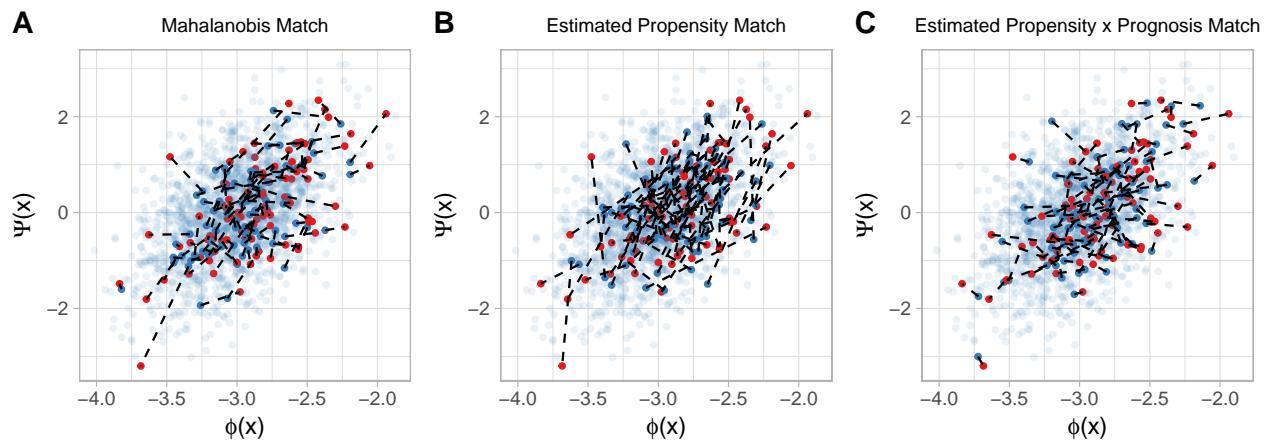 A Mahalanobis Match
B Estimated Propensity Match
C Estimated Propensity x Prognosis Match
Ψ(x)
2
0
−2
−4.0 −3.5 −3.0 −2.5 −2.0
ϕ(x)
Ψ(x)
2
0
−2
−4.0 −3.5 −3.0 −2.5 −2.0
ϕ(x)
Ψ(x)
2
0
−2
−4.0 −3.5 −3.0 −2.5 −2.0
ϕ(x)